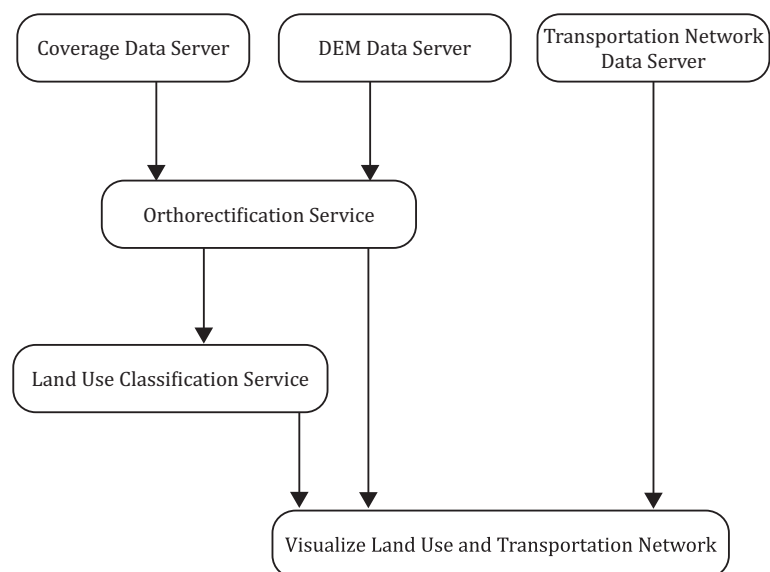 Coverage Data Server
DEM Data Server
Transportation Network
Data Server
Orthorectification Service
Land Use Classification Service
Visualize Land Use and Transportation Network